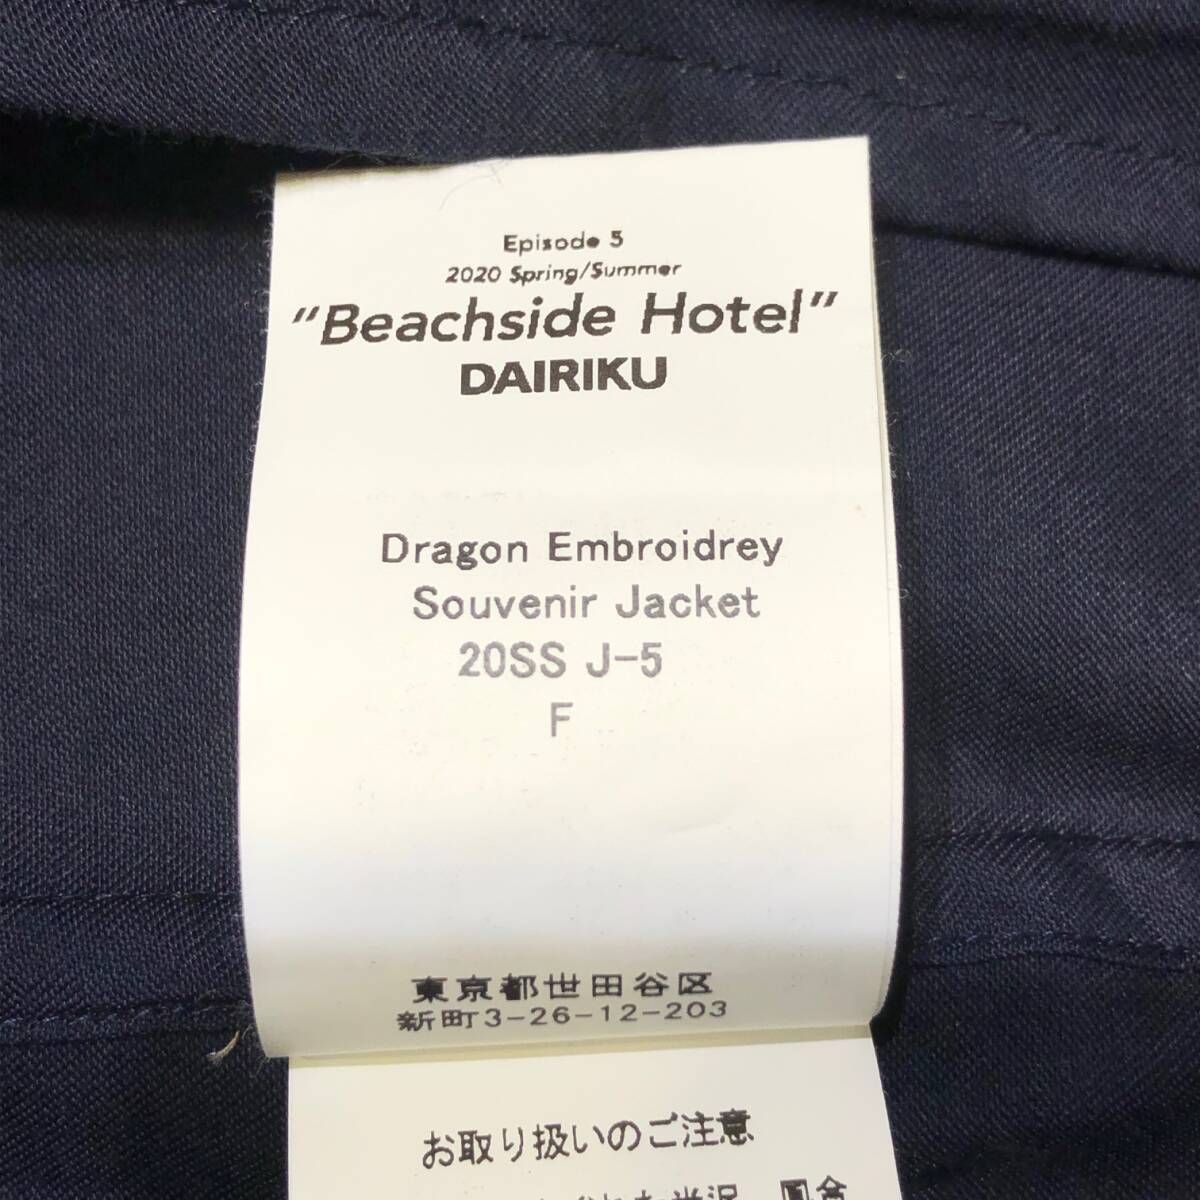 Episode 5
2020 Spring/Summer
"Beachside Hotel"
DAIRIKU
Dragon Embroidrey
Souvenir Jacket
20SS J-5
F
東京都世田谷区
新町3-26-12-203
お取り扱いのご注意